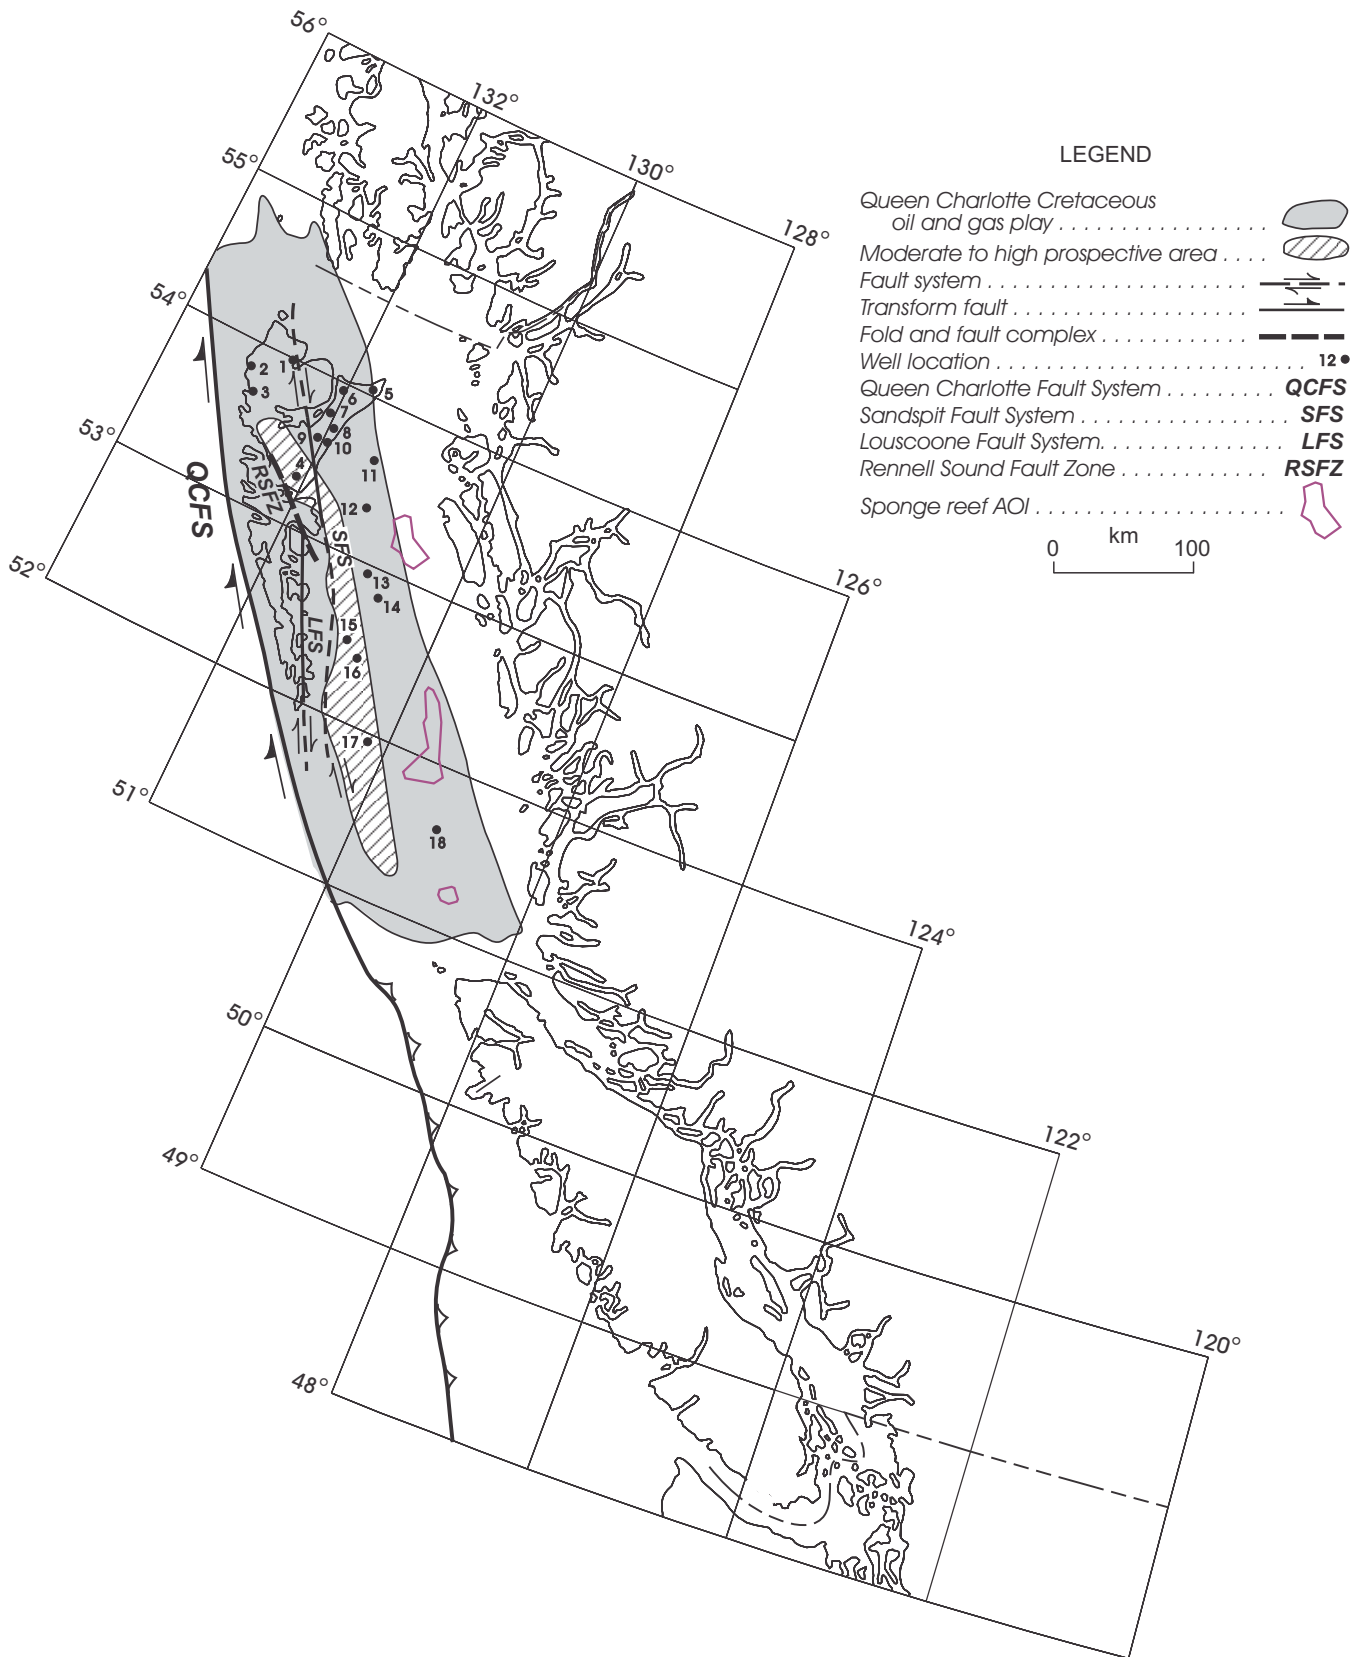 56°
132°
55°
130°
128°
54°
53°
52°
QCFS
RSFZ
SFS
LFS
1
2
3
4
5
6
7
8
9
10
11
12
13
14
15
16
17
18
126°
51°
124°
50°
122°
49°
120°
48°
LEGEND
Queen Charlotte Cretaceous
oil and gas play . . . . . . . . . . . . . . . . .
Moderate to high prospective area . . . .
Fault system . . . . . . . . . . . . . . . . . . . . . .
Transform fault . . . . . . . . . . . . . . . . . . . .
Fold and fault complex . . . . . . . . . . . . .
Well location . . . . . . . . . . . . . . . . . . . . . . . 12
Queen Charlotte Fault System . . . . . . . . . QCFS
Sandspit Fault System . . . . . . . . . . . . . . . . . SFS
Louscoone Fault System. . . . . . . . . . . . . . . LFS
Rennell Sound Fault Zone . . . . . . . . . . . . RSFZ
Sponge reef AOI . . . . . . . . . . . . . . . . . . . .
km
0 100